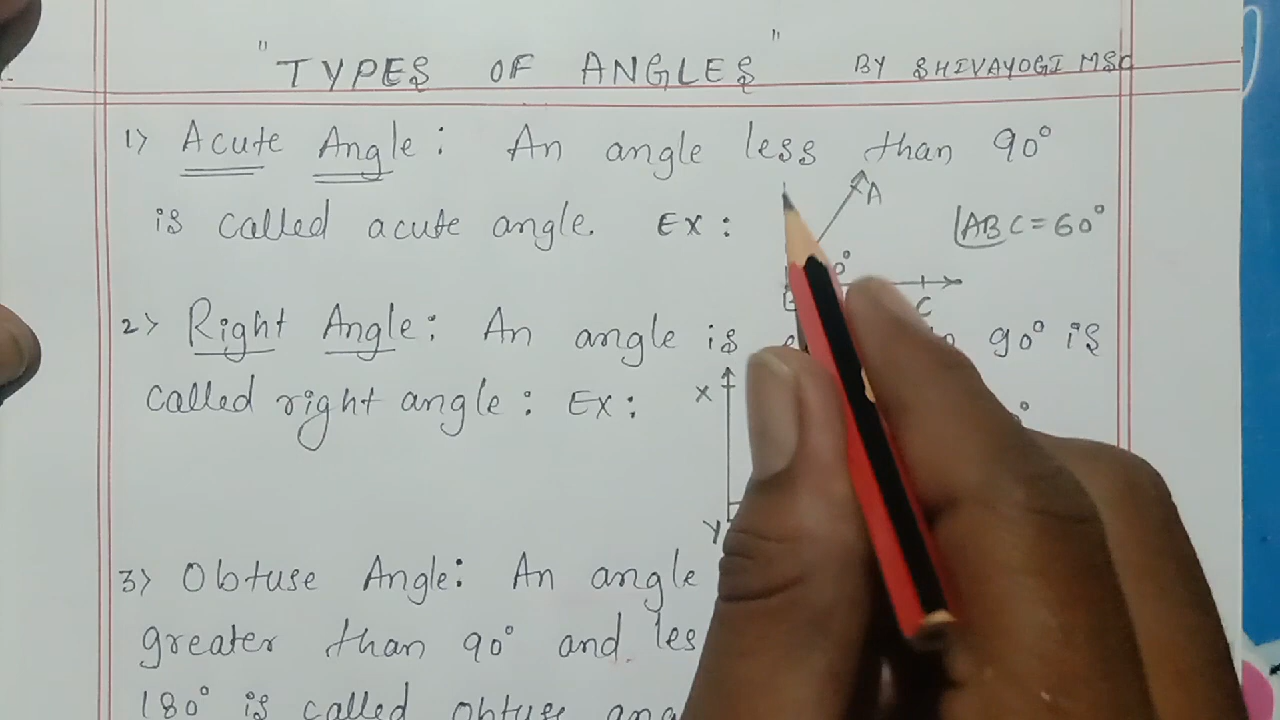 "TYPES OF ANGLES" BY SHIVAYOGI MSC
1) Acute Angle: An angle less than 90°
A
is called acute angle. Ex: ∠ABC = 60°
C
2) Right Angle: An angle is 90° is
X
called right angle: Ex:
Y
3) Obtuse Angle: An angle
greater than 90° and
180° is called obtuse